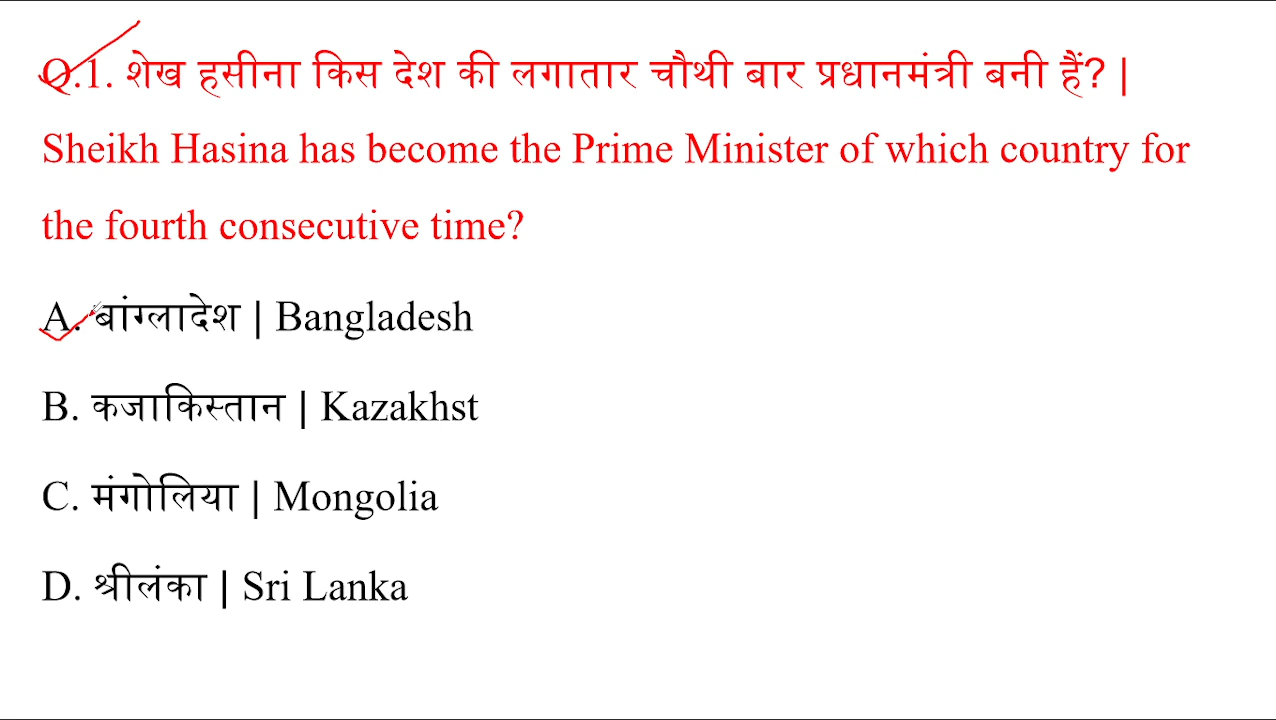 Q.1. शेख हसीना किस देश की लगातार चौथी बार प्रधानमंत्री बनी हैं? |
Sheikh Hasina has become the Prime Minister of which country for
the fourth consecutive time?
A. बांग्लादेश | Bangladesh
B. कजाकिस्तान | Kazakhst
C. मंगोलिया | Mongolia
D. श्रीलंका | Sri Lanka